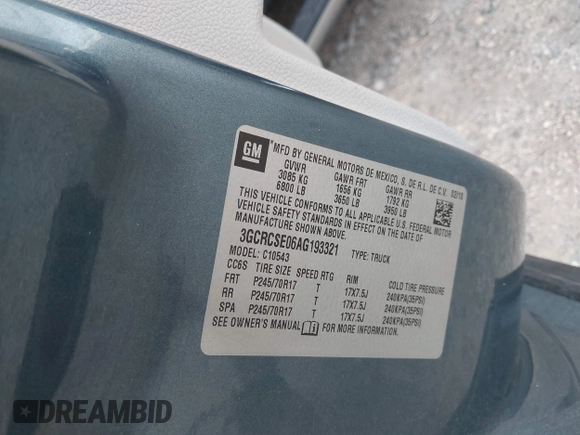 GM
MFD BY GENERAL MOTORS DE MEXICO, S. DE R.L. DE C.V. 02/10
GVWR GAWR FRT GAWR RR
3085 KG 1656 KG 1792 KG
6800 LB 3650 LB 3950 LB
THIS VEHICLE CONFORMS TO ALL APPLICABLE U.S. FEDERAL MOTOR
VEHICLE SAFETY STANDARDS IN EFFECT ON THE DATE OF
MANUFACTURE SHOWN ABOVE.
3GCRCSE06AG193321 TYPE: TRUCK
MODEL: C10543
CC6S TIRE SIZE SPEED RTG RIM COLD TIRE PRESSURE
FRT P245/70R17 T 17X7.5J 240KPA(35PSI)
RR P245/70R17 T 17X7.5J 240KPA(35PSI)
SPA P245/70R17 T 17X7.5J 240KPA(35PSI)
SEE OWNER'S MANUAL FOR MORE INFORMATION.
DREAMBID